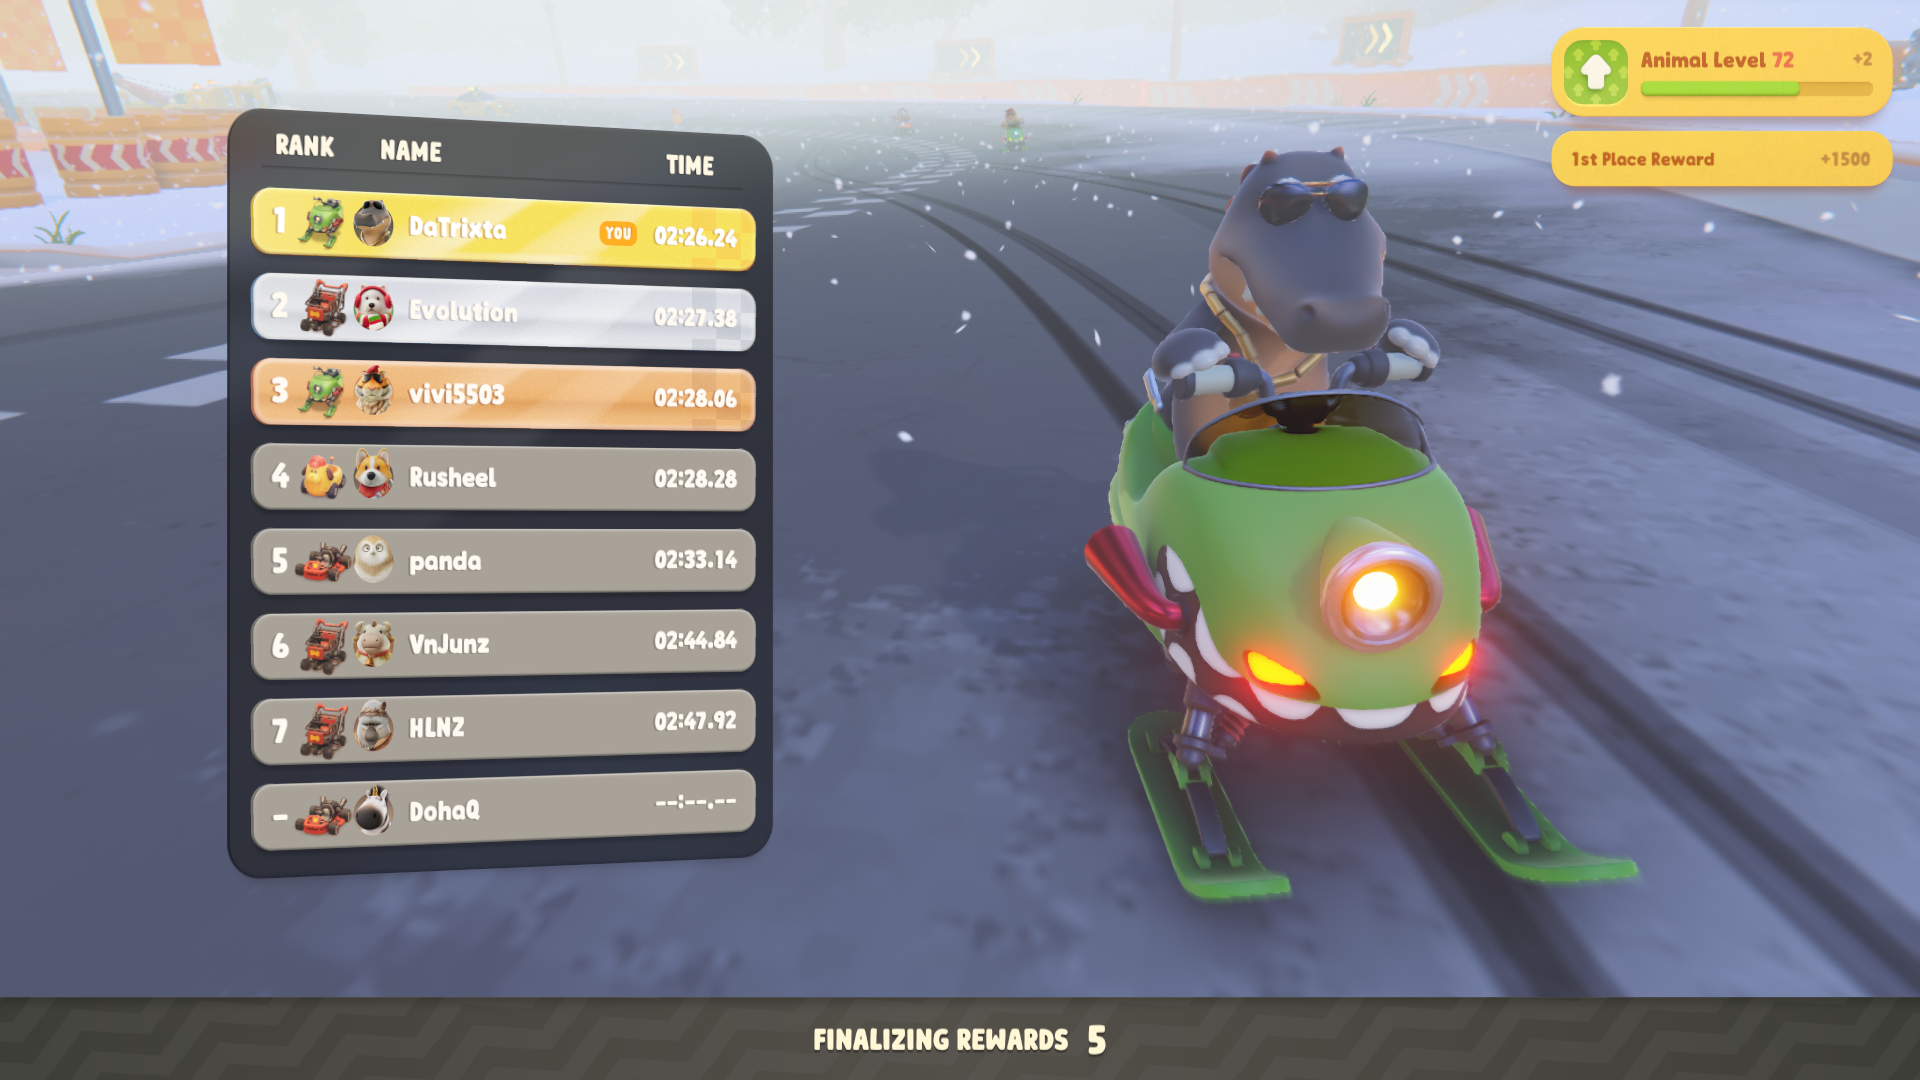 RANK NAME TIME
1 DaTrixta YOU 02:26.24
2 Evolution 02:27.38
3 vivi5503 02:28.06
4 Rusheel 02:28.28
5 panda 02:33.14
6 VnJunz 02:44.84
7 HLNZ 02:47.92
- DohaQ --:--.--
Animal Level 72 +2
1st Place Reward +1500
FINALIZING REWARDS 5